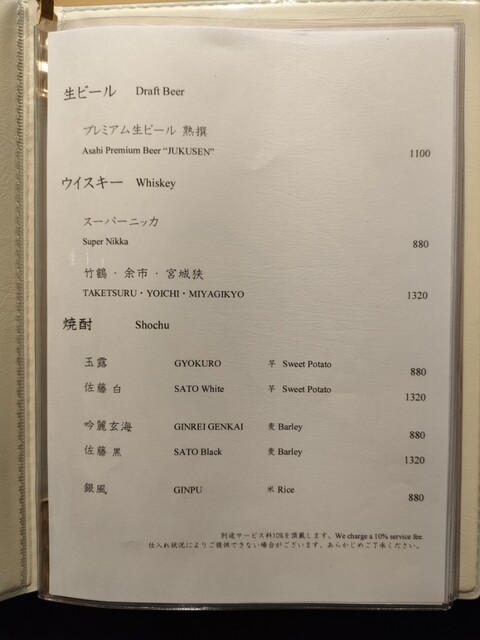 生ビール Draft Beer
プレミアム生ビール 熟撰
Asahi Premium Beer “JUKUSEN” 1100
ウイスキー Whiskey
スーパーニッカ
Super Nikka 880
竹鶴・余市・宮城狭
TAKETSURU・YOICHI・MIYAGIKYO 1320
焼酎 Shochu
玉露 GYOKURO 芋 Sweet Potato 880
佐藤 白 SATO White 芋 Sweet Potato 1320
吟麗玄海 GINREI GENKAI 麦 Barley 880
佐藤 黒 SATO Black 麦 Barley 1320
銀風 GINPU 米 Rice 880
別途サービス料10%を頂戴します。We charge a 10% service fee.
仕入れ状況によりご提供できない場合がございます。あらかじめご了承ください。